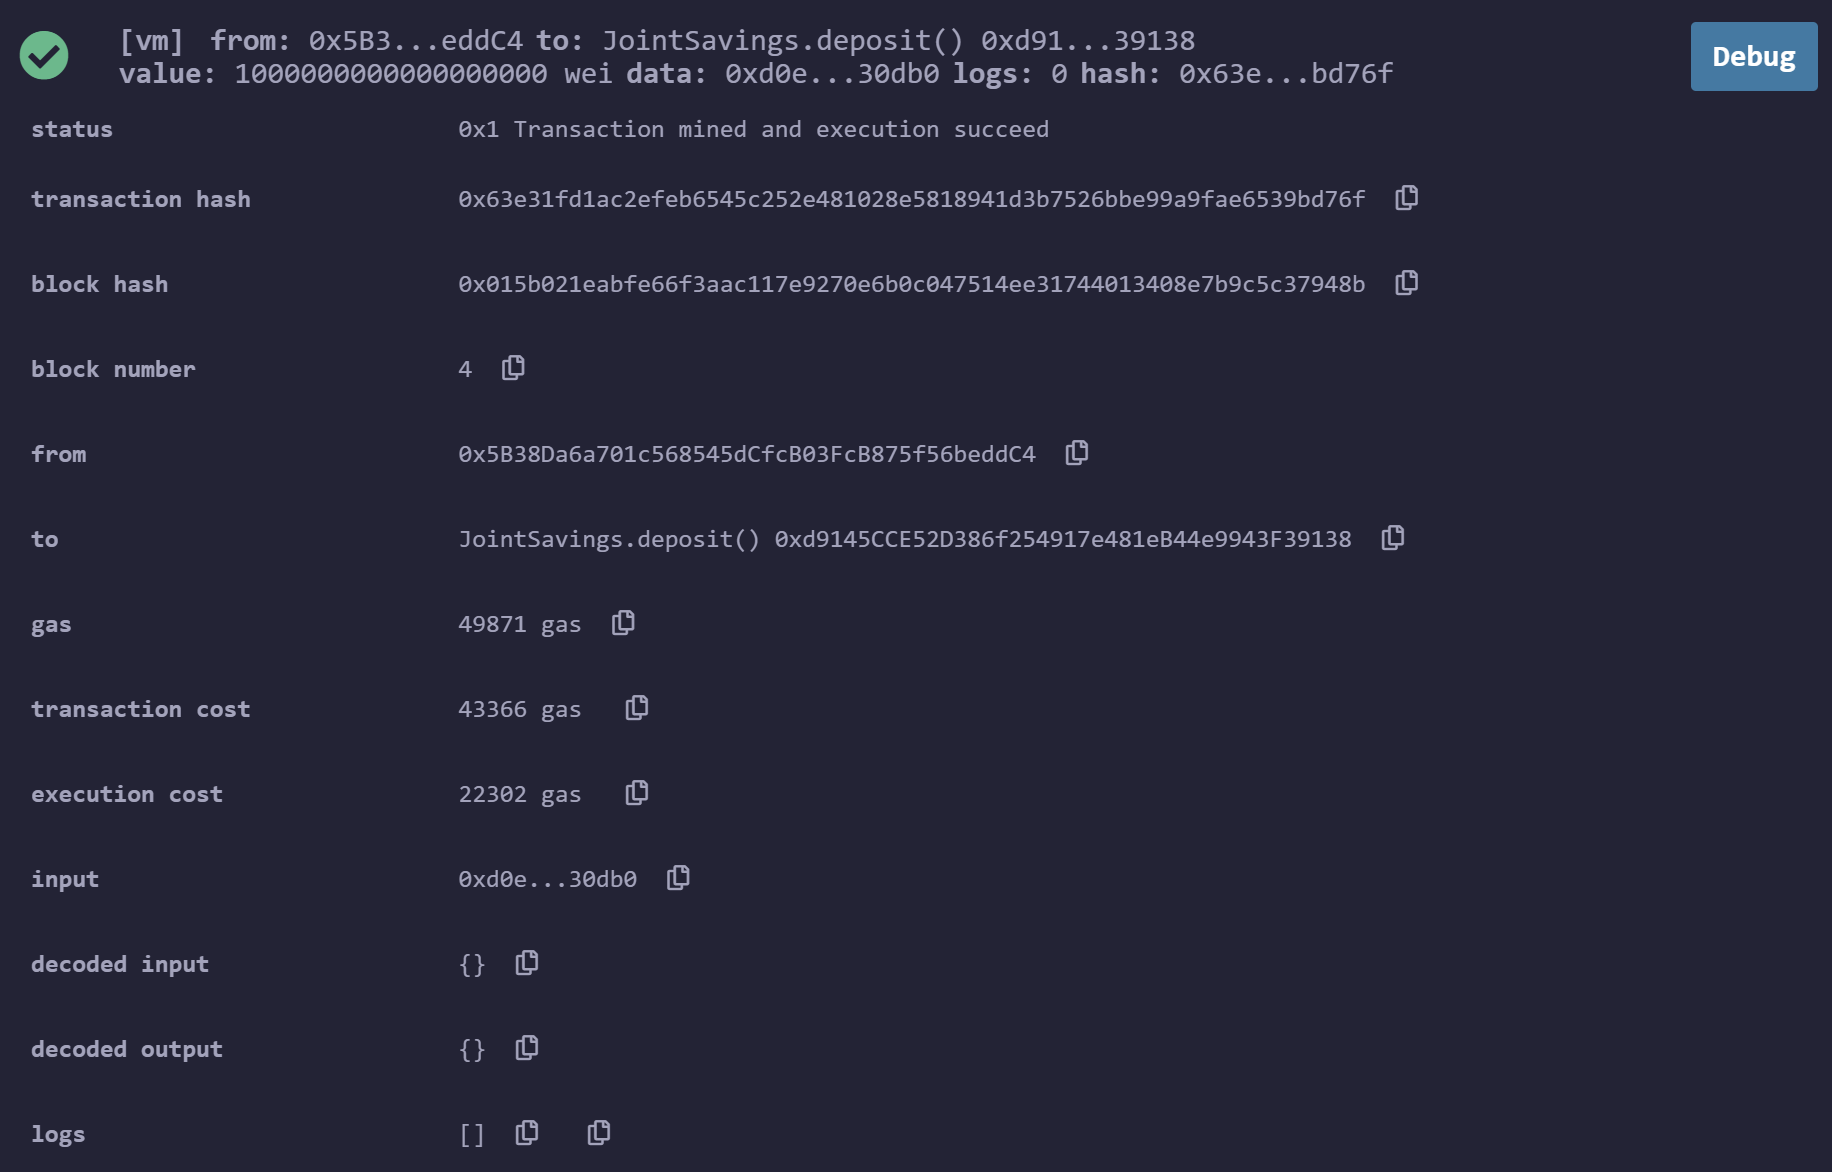 [vm] from: 0x5B3...eddC4 to: JointSavings.deposit() 0xd91...39138
value: 1000000000000000000 wei data: 0xd0e...30db0 logs: 0 hash: 0x63e...bd76f
Debug
status 0x1 Transaction mined and execution succeed
transaction hash 0x63e31fd1ac2efeb6545c252e481028e5818941d3b7526bbe99a9fae6539bd76f
block hash 0x015b021eabfe66f3aac117e9270e6b0c047514ee31744013408e7b9c5c37948b
block number 4
from 0x5B38Da6a701c568545dCfcB03FcB875f56beddC4
to JointSavings.deposit() 0xd9145CCE52D386f254917e481eB44e9943F39138
gas 49871 gas
transaction cost 43366 gas
execution cost 22302 gas
input 0xd0e...30db0
decoded input {}
decoded output {}
logs []